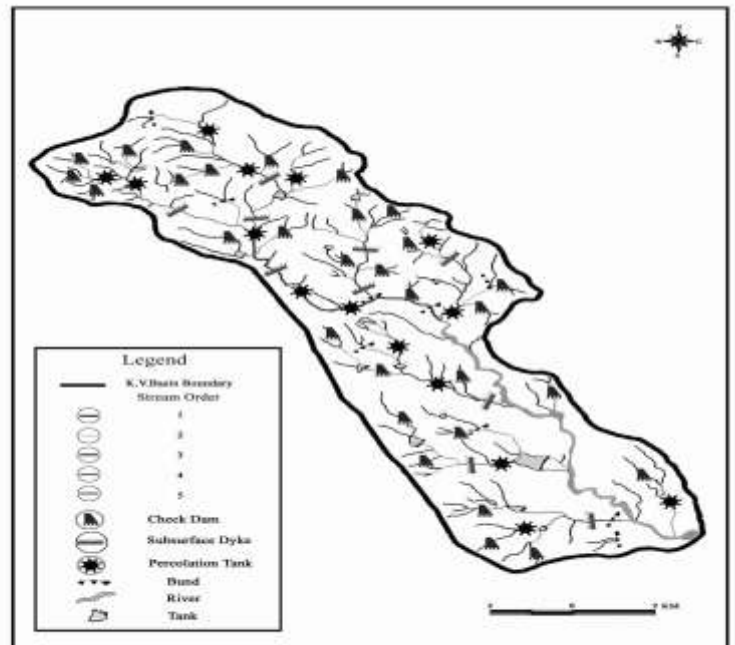 N
Legend
K.V.Basin Boundary
Stream Order
1
2
3
4
5
Check Dam
Subsurface Dyke
Percolation Tank
Bund
River
Tank
7 KM